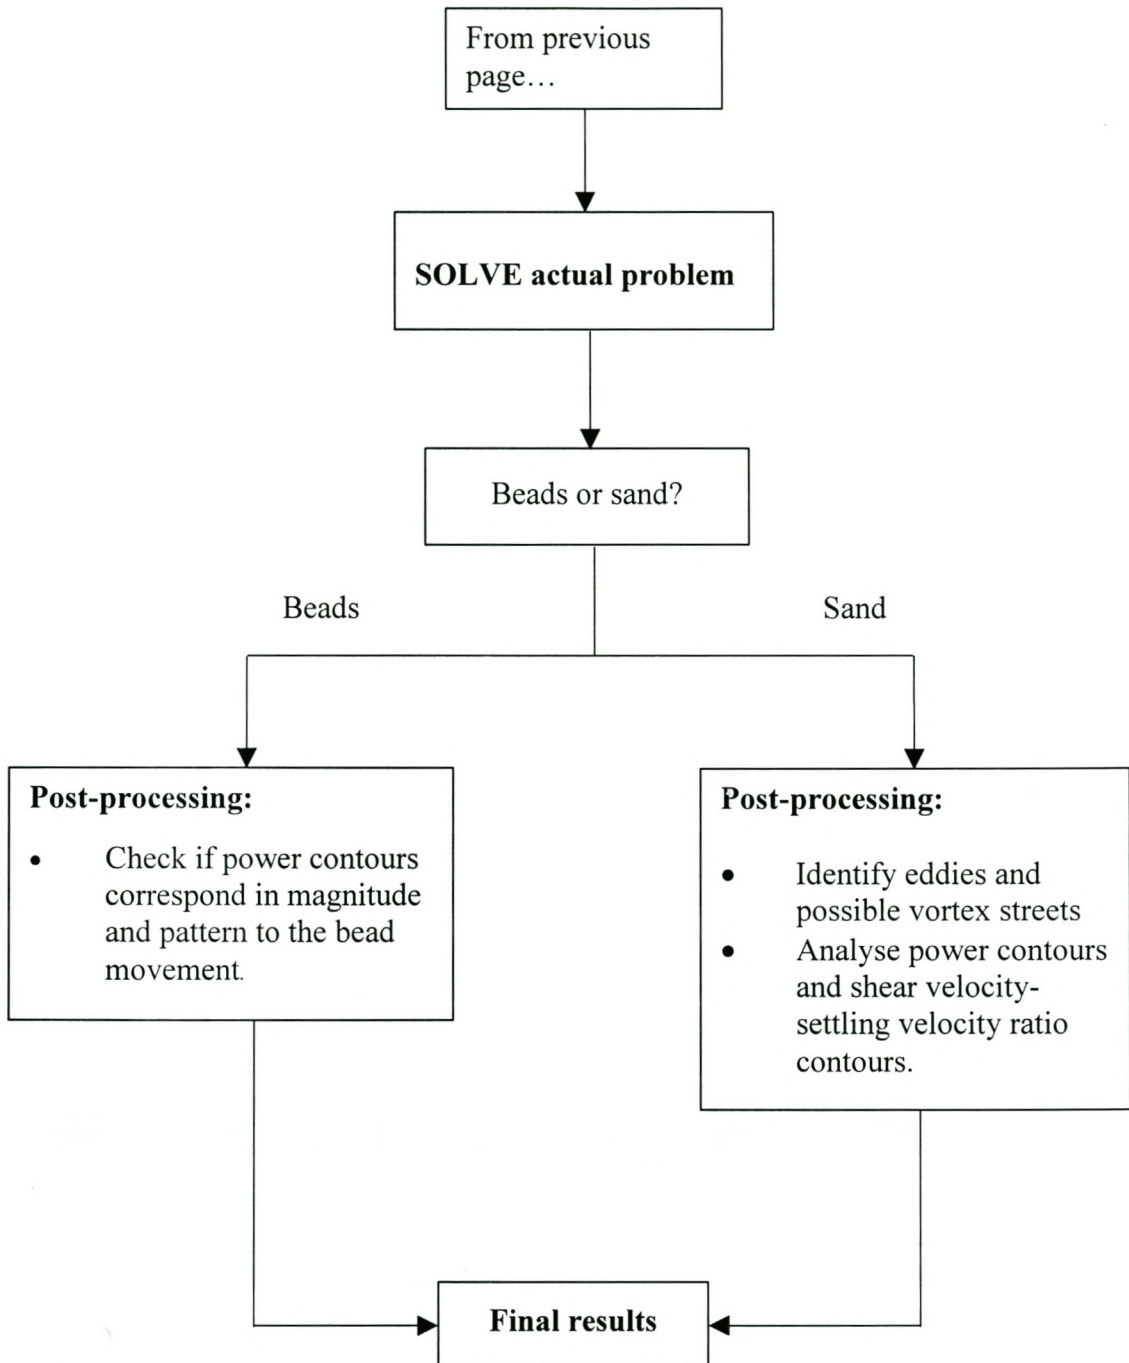 From previous
page…
SOLVE actual problem
Beads or sand?
Beads
Sand
Post-processing:
• Check if power contours
correspond in magnitude
and pattern to the bead
movement.
Post-processing:
• Identify eddies and
possible vortex streets
• Analyse power contours
and shear velocity-
settling velocity ratio
contours.
Final results